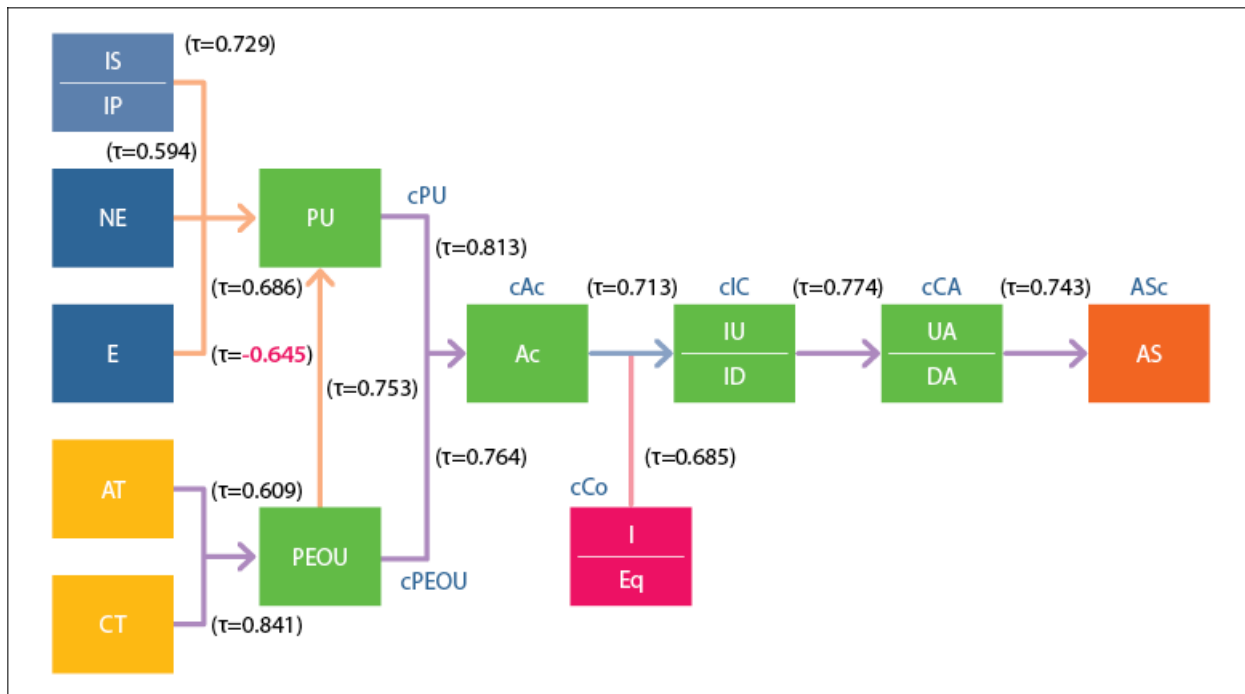 IS
(τ=0.729)
IP
(τ=0.594)
NE
PU
cPU
(τ=0.813)
(τ=0.686)
E
(τ=-0.645)
(τ=0.753)
cAc
(τ=0.713)
cIC
(τ=0.774)
cCA
(τ=0.743)
ASc
Ac
IU
ID
UA
DA
AS
AT
(τ=0.609)
(τ=0.764)
(τ=0.685)
cCo
PEOU
cPEOU
I
Eq
CT
(τ=0.841)